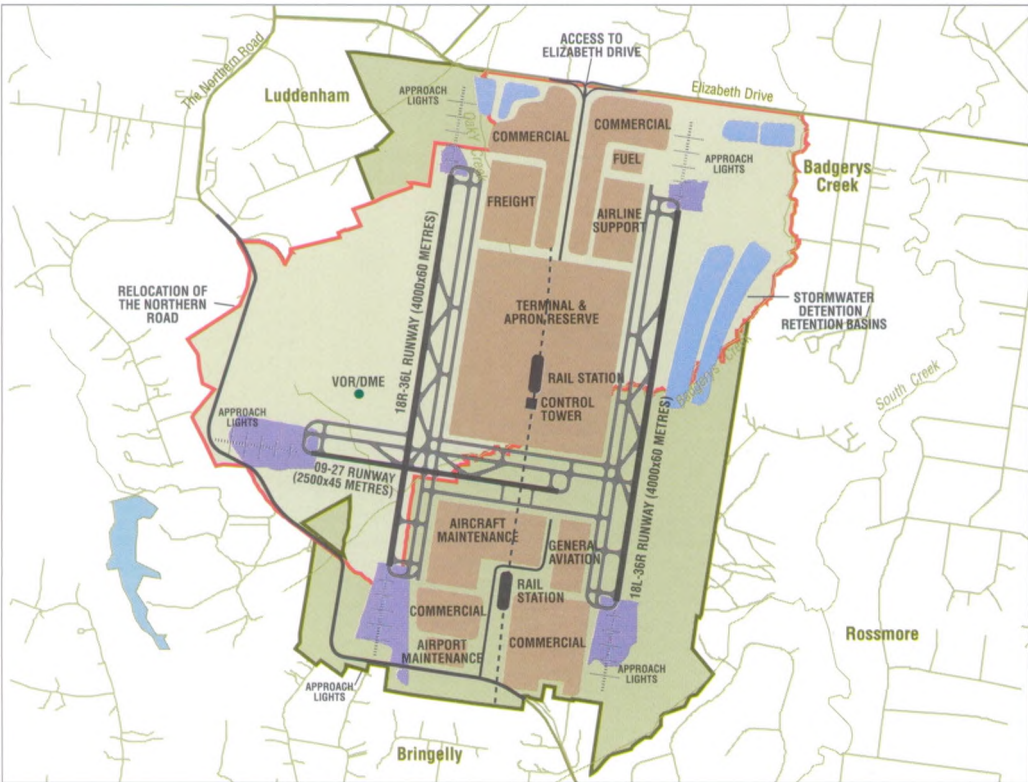 ACCESS TO
ELIZABETH DRIVE
The Northern Road
Luddenham
APPROACH
LIGHTS
Oaky Creek
Elizabeth Drive
COMMERCIAL
COMMERCIAL
FUEL
APPROACH
LIGHTS
Badgerys
Creek
FREIGHT
AIRLINE
SUPPORT
18R-36L RUNWAY (4000x60 METRES)
RELOCATION OF
THE NORTHERN
ROAD
TERMINAL &
APRON RESERVE
STORMWATER
DETENTION
RETENTION BASINS
Badgerys Creek
South Creek
VOR/DME
RAIL STATION
CONTROL
TOWER
APPROACH
LIGHTS
09-27 RUNWAY
(2500x45 METRES)
18L-36R RUNWAY (4000x60 METRES)
AIRCRAFT
MAINTENANCE
GENERAL
AVIATION
RAIL
STATION
COMMERCIAL
COMMERCIAL
AIRPORT
MAINTENANCE
Rossmore
APPROACH
LIGHTS
APPROACH
LIGHTS
Bringelly